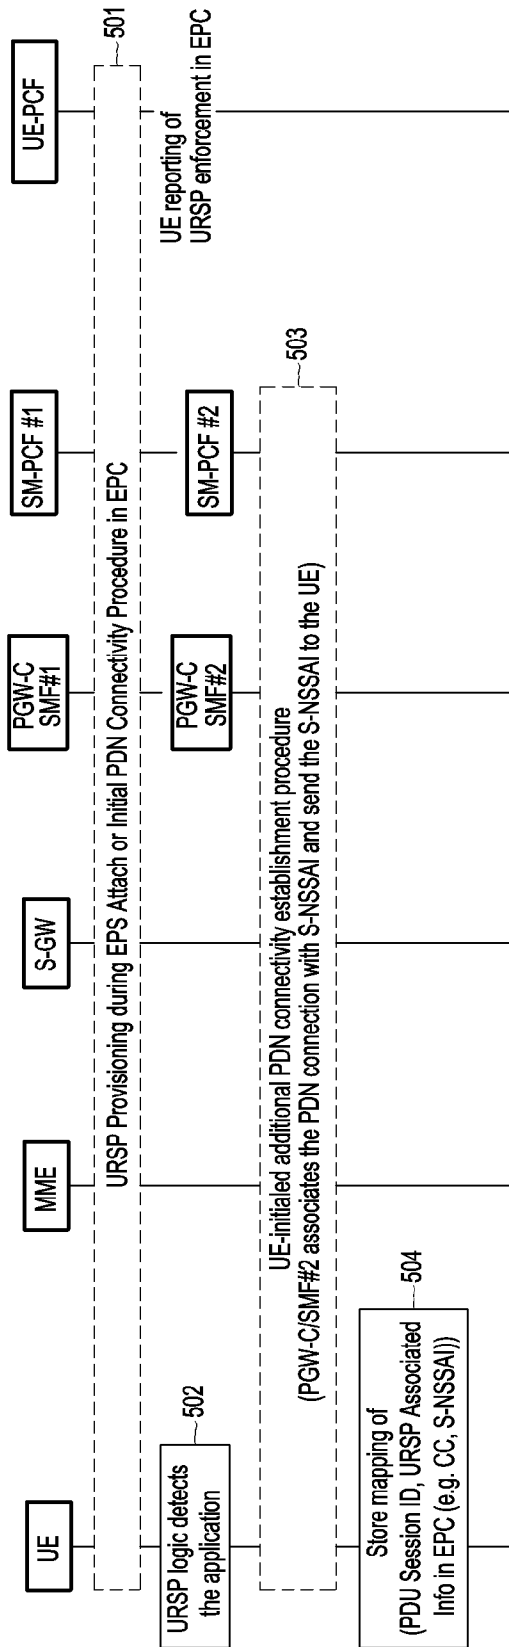 UE
MME
S-GW
PGW-C
SMF#1
SM-PCF #1
UE-PCF
501
URSP Provisioning during EPS Attach or Initial PDN Connectivity Procedure in EPC
502
URSP logic detects
the application
PGW-C
SMF#2
SM-PCF #2
UE reporting of
URSP enforcement in EPC
503
UE-initialed additional PDN connectivity establishment procedure
(PGW-C/SMF#2 associates the PDN connection with S-NSSAI and send the S-NSSAI to the UE)
504
Store mapping of
(PDU Session ID, URSP Associated
Info in EPC (e.g. CC, S-NSSAI))